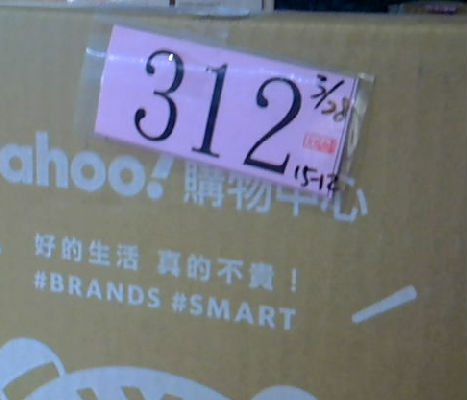 312
3/28
15-12
ahoo! 購物中心
好的生活 真的不貴！
#BRANDS #SMART